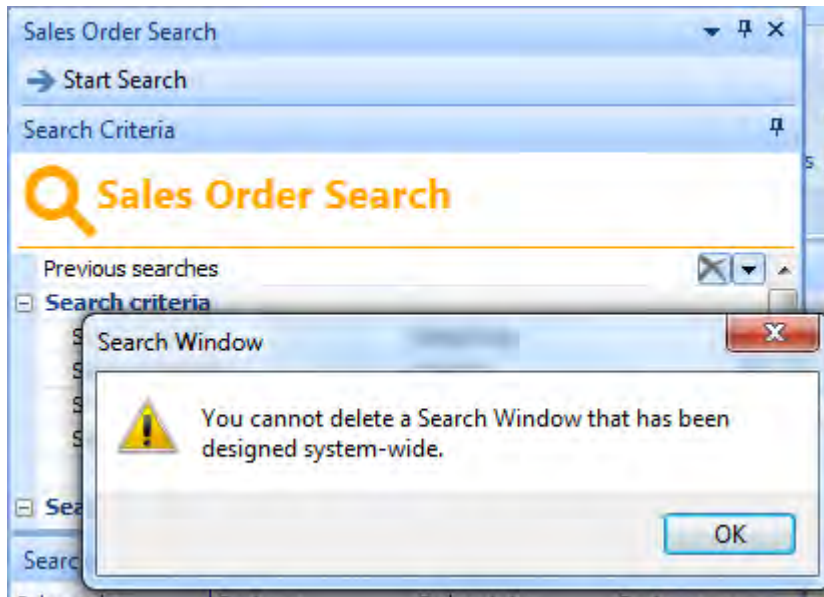 Sales Order Search
Start Search
Search Criteria
Sales Order Search
Previous searches
Search criteria
Search Window
You cannot delete a Search Window that has been
designed system-wide.
OK